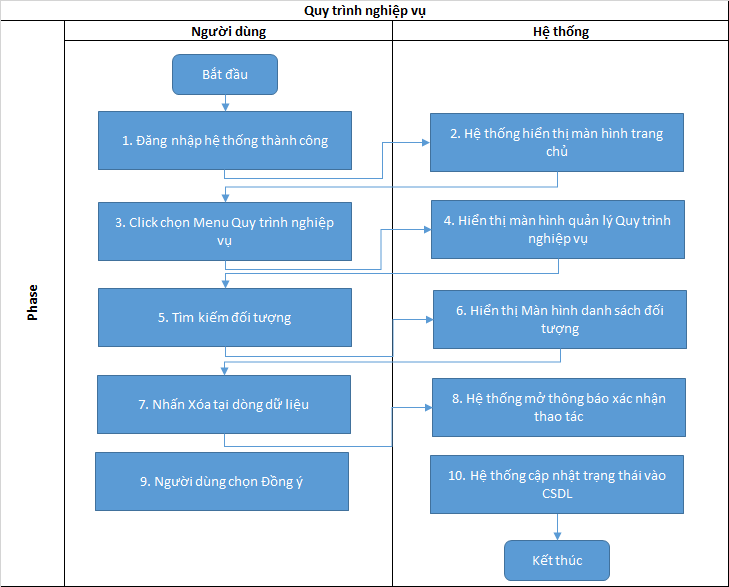 Quy trình nghiệp vụ
Người dùng
Hệ thống
Phase
Bắt đầu
1. Đăng nhập hệ thống thành công
2. Hệ thống hiển thị màn hình trang
chủ
3. Click chọn Menu Quy trình nghiệp
vụ
4. Hiển thị màn hình quản lý Quy trình
nghiệp vụ
5. Tìm kiếm đối tượng
6. Hiển thị Màn hình danh sách đối
tượng
7. Nhấn Xóa tại dòng dữ liệu
8. Hệ thống mở thông báo xác nhận
thao tác
9. Người dùng chọn Đồng ý
10. Hệ thống cập nhật trạng thái vào
CSDL
Kết thúc